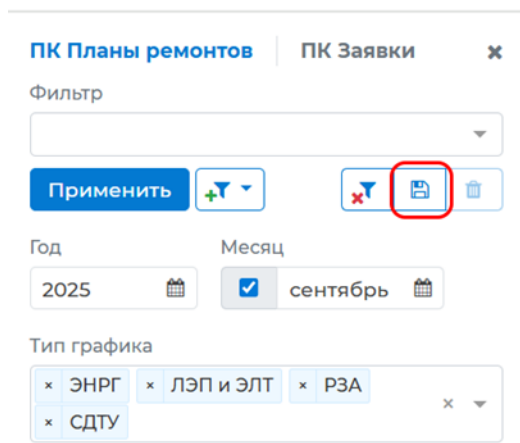 ПК Планы ремонтов ПК Заявки
Фильтр
Применить
Год Месяц
2025 сентябрь
Тип графика
× ЭНРГ × ЛЭП и ЭЛТ × РЗА
× СДТУ